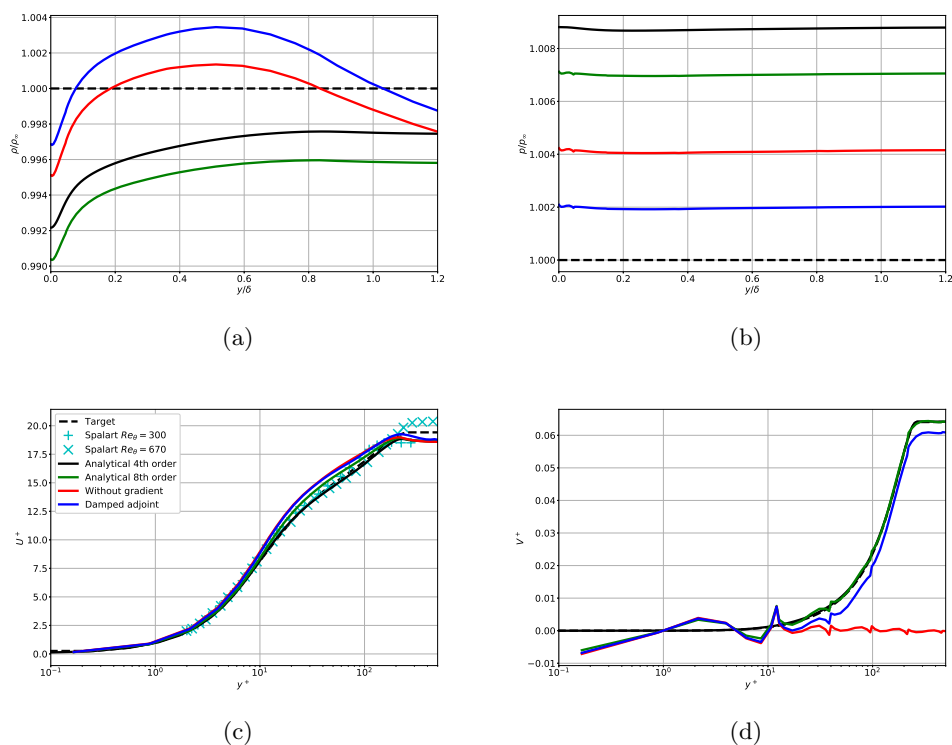 1.004
1.002
1.000
0.998
0.996
0.994
0.992
0.990
ρ/ρ∞
0.0 0.2 0.4 0.6 0.8 1.0 1.2
y/δ
(a)
1.008
1.006
1.004
1.002
1.000
p/p∞
0.0 0.2 0.4 0.6 0.8 1.0 1.2
y/δ
(b)
20.0
17.5
15.0
12.5
10.0
7.5
5.0
2.5
0.0
U⁺
Target
Spalart Re_θ = 300
Spalart Re_θ = 670
Analytical 4th order
Analytical 8th order
Without gradient
Damped adjoint
10⁻¹ 10⁰ 10¹ 10²
y⁺
(c)
0.06
0.05
0.04
0.03
0.02
0.01
0.00
−0.01
V⁺
10⁻¹ 10⁰ 10¹ 10²
y⁺
(d)